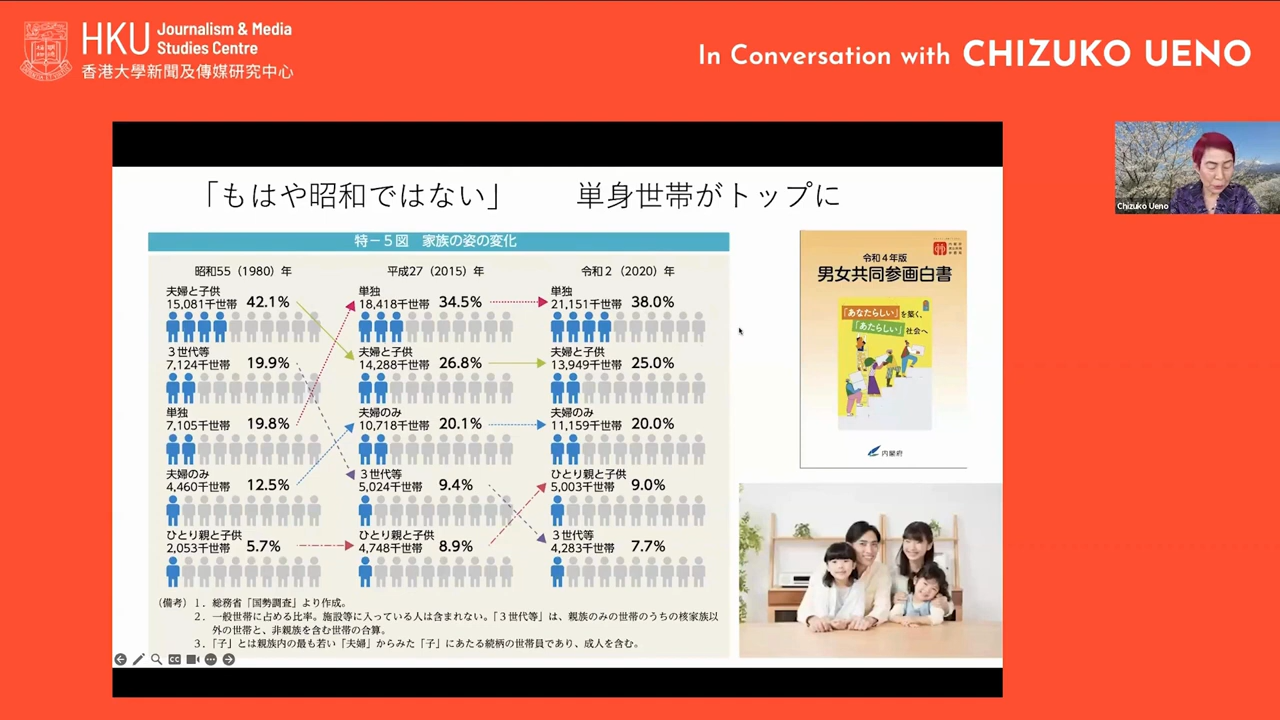 HKU
Journalism & Media
Studies Centre
香港大學新聞及傳媒研究中心
In Conversation with CHIZUKO UENO
「もはや昭和ではない」 単身世帯がトップに
特－５図 家族の姿の変化
昭和55（1980）年
夫婦と子供
15,081千世帯 42.1%
３世代等
7,124千世帯 19.9%
単独
7,105千世帯 19.8%
夫婦のみ
4,460千世帯 12.5%
ひとり親と子供
2,053千世帯 5.7%
平成27（2015）年
単独
18,418千世帯 34.5%
夫婦と子供
14,288千世帯 26.8%
夫婦のみ
10,718千世帯 20.1%
３世代等
5,024千世帯 9.4%
ひとり親と子供
4,748千世帯 8.9%
令和２（2020）年
単独
21,151千世帯 38.0%
夫婦と子供
13,949千世帯 25.0%
夫婦のみ
11,159千世帯 20.0%
ひとり親と子供
5,003千世帯 9.0%
３世代等
4,283千世帯 7.7%
（備考）１．総務省「国勢調査」より作成。
２．一般世帯に占める比率。施設等に入っている人は含まれない。「３世代等」は、親族のみの世帯のうちの核家族以
外の世帯と、非親族を含む世帯の合算。
３．「子」とは親族内の最も若い「夫婦」からみた「子」にあたる続柄の世帯員であり、成人を含む。
令和４年版
男女共同参画白書
「あなたらしい」を築く、
「あたらしい」社会へ
内閣府
Chizuko Ueno
CC